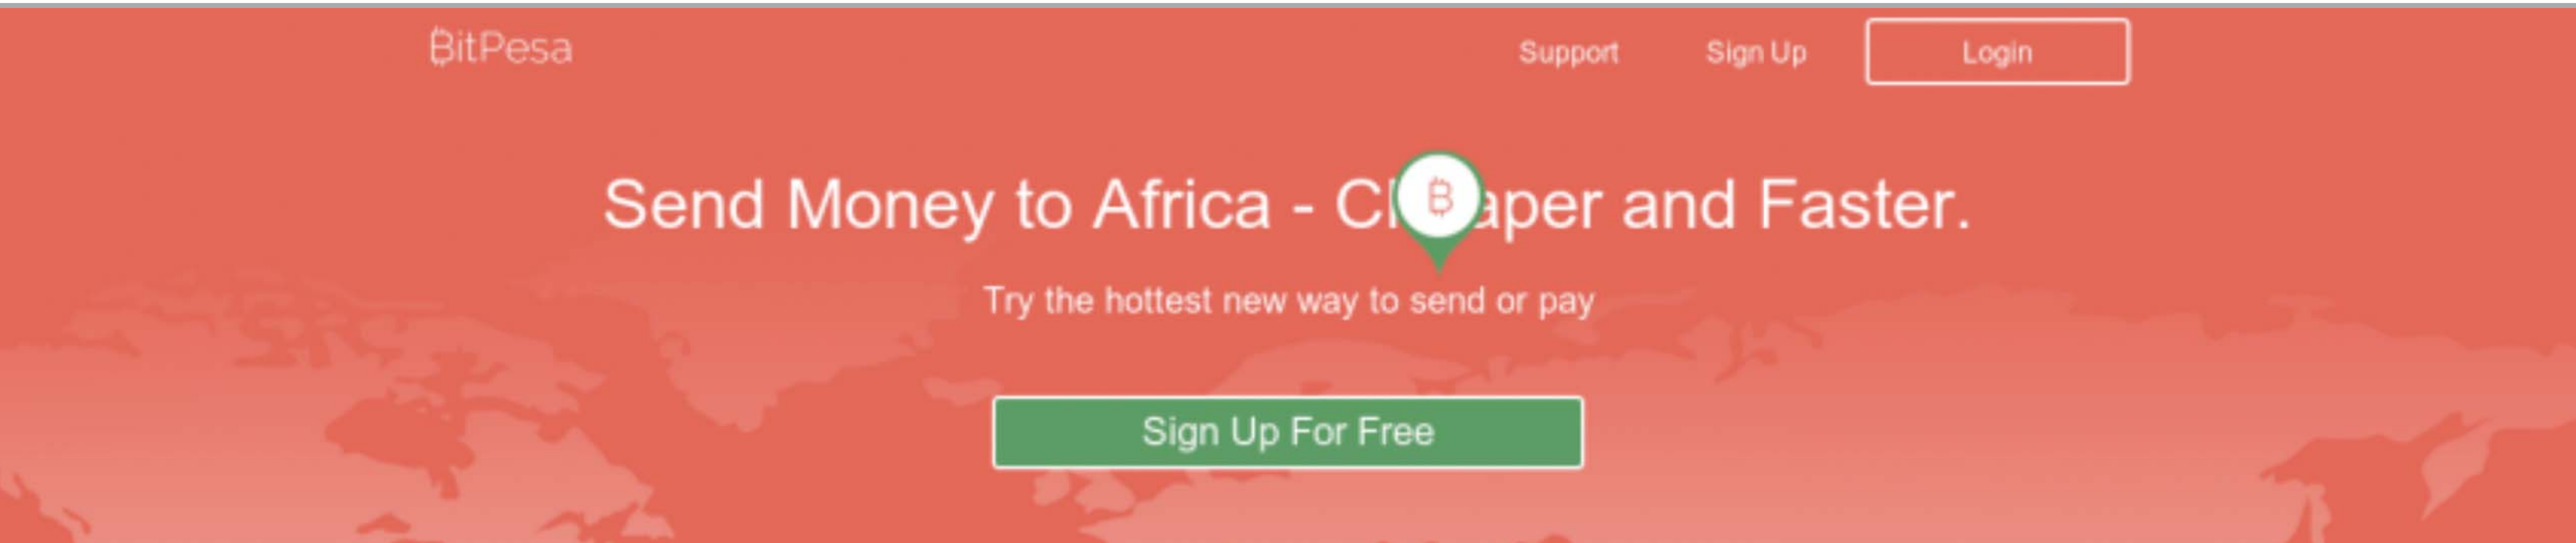 BitPesa
Support
Sign Up
Login
Send Money to Africa - Cheaper and Faster.
Try the hottest new way to send or pay
Sign Up For Free